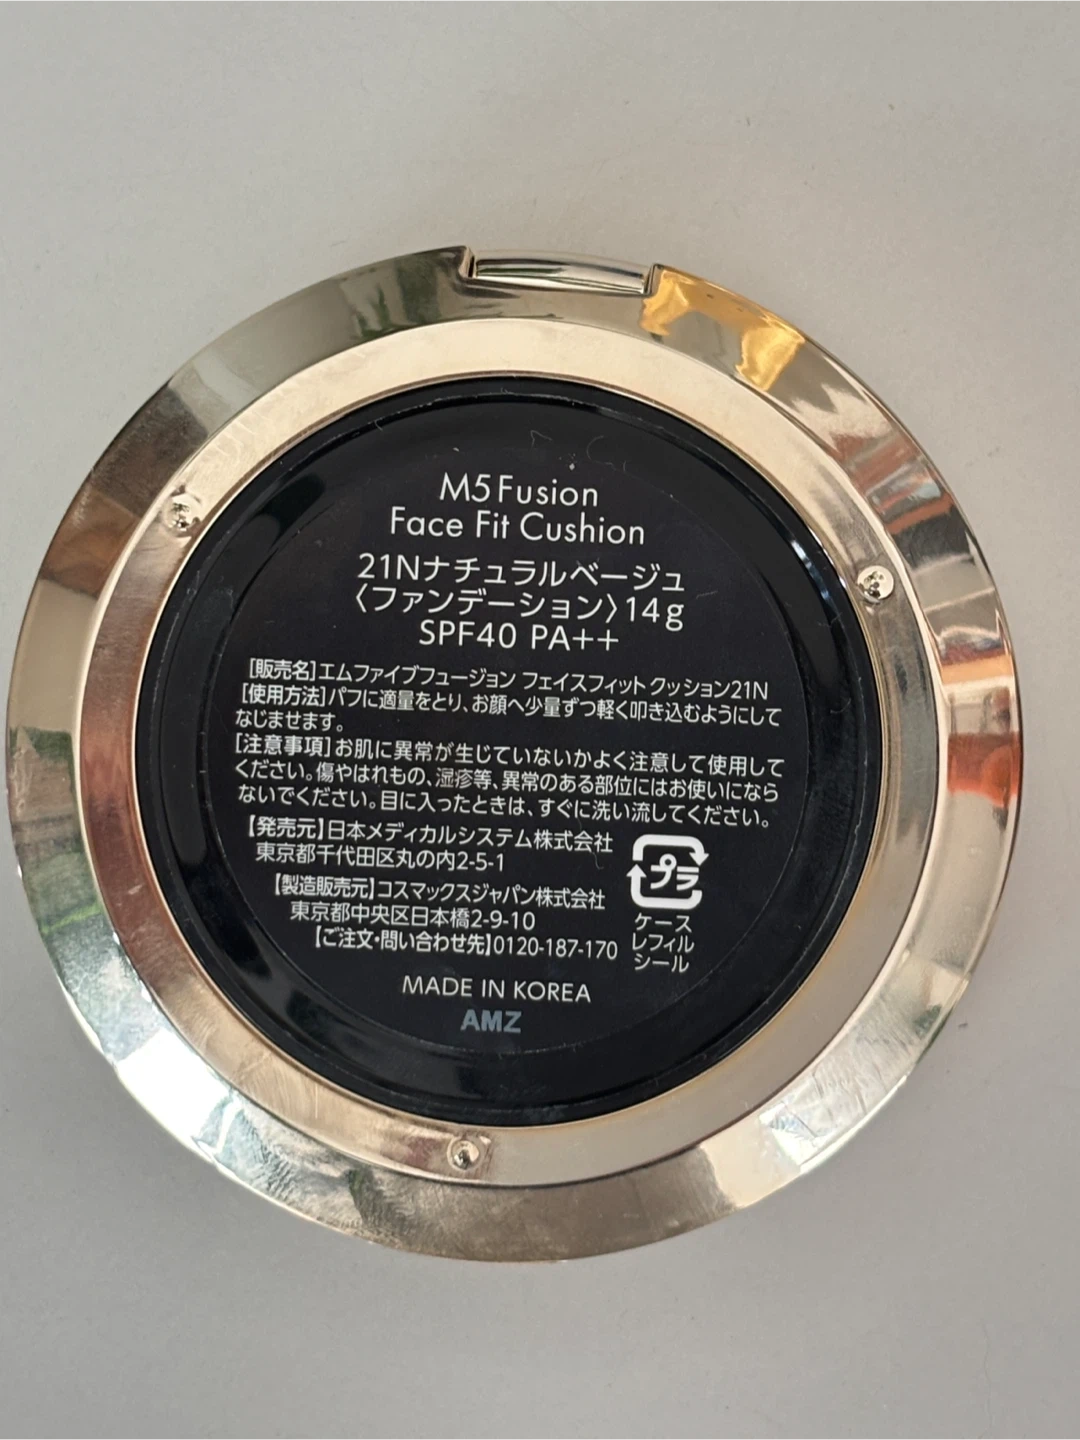 M5Fusion
Face Fit Cushion
21Nナチュラルベージュ
〈ファンデーション〉14g
SPF40 PA++
[販売名]エムファイブフュージョン フェイスフィットクッション21N
[使用方法]パフに適量をとり、お顔へ少量ずつ軽く叩き込むようにして
なじませます。
[注意事項]お肌に異常が生じていないかよく注意して使用して
ください。傷やはれもの、湿疹等、異常のある部位にはお使いになら
ないでください。目に入ったときは、すぐに洗い流してください。
【発売元】日本メディカルシステム株式会社
東京都千代田区丸の内2-5-1
【製造販売元】コスマックスジャパン株式会社
東京都中央区日本橋2-9-10
【ご注文・問い合わせ先】0120-187-170
プラ
ケース
レフィル
シール
MADE IN KOREA
AMZ